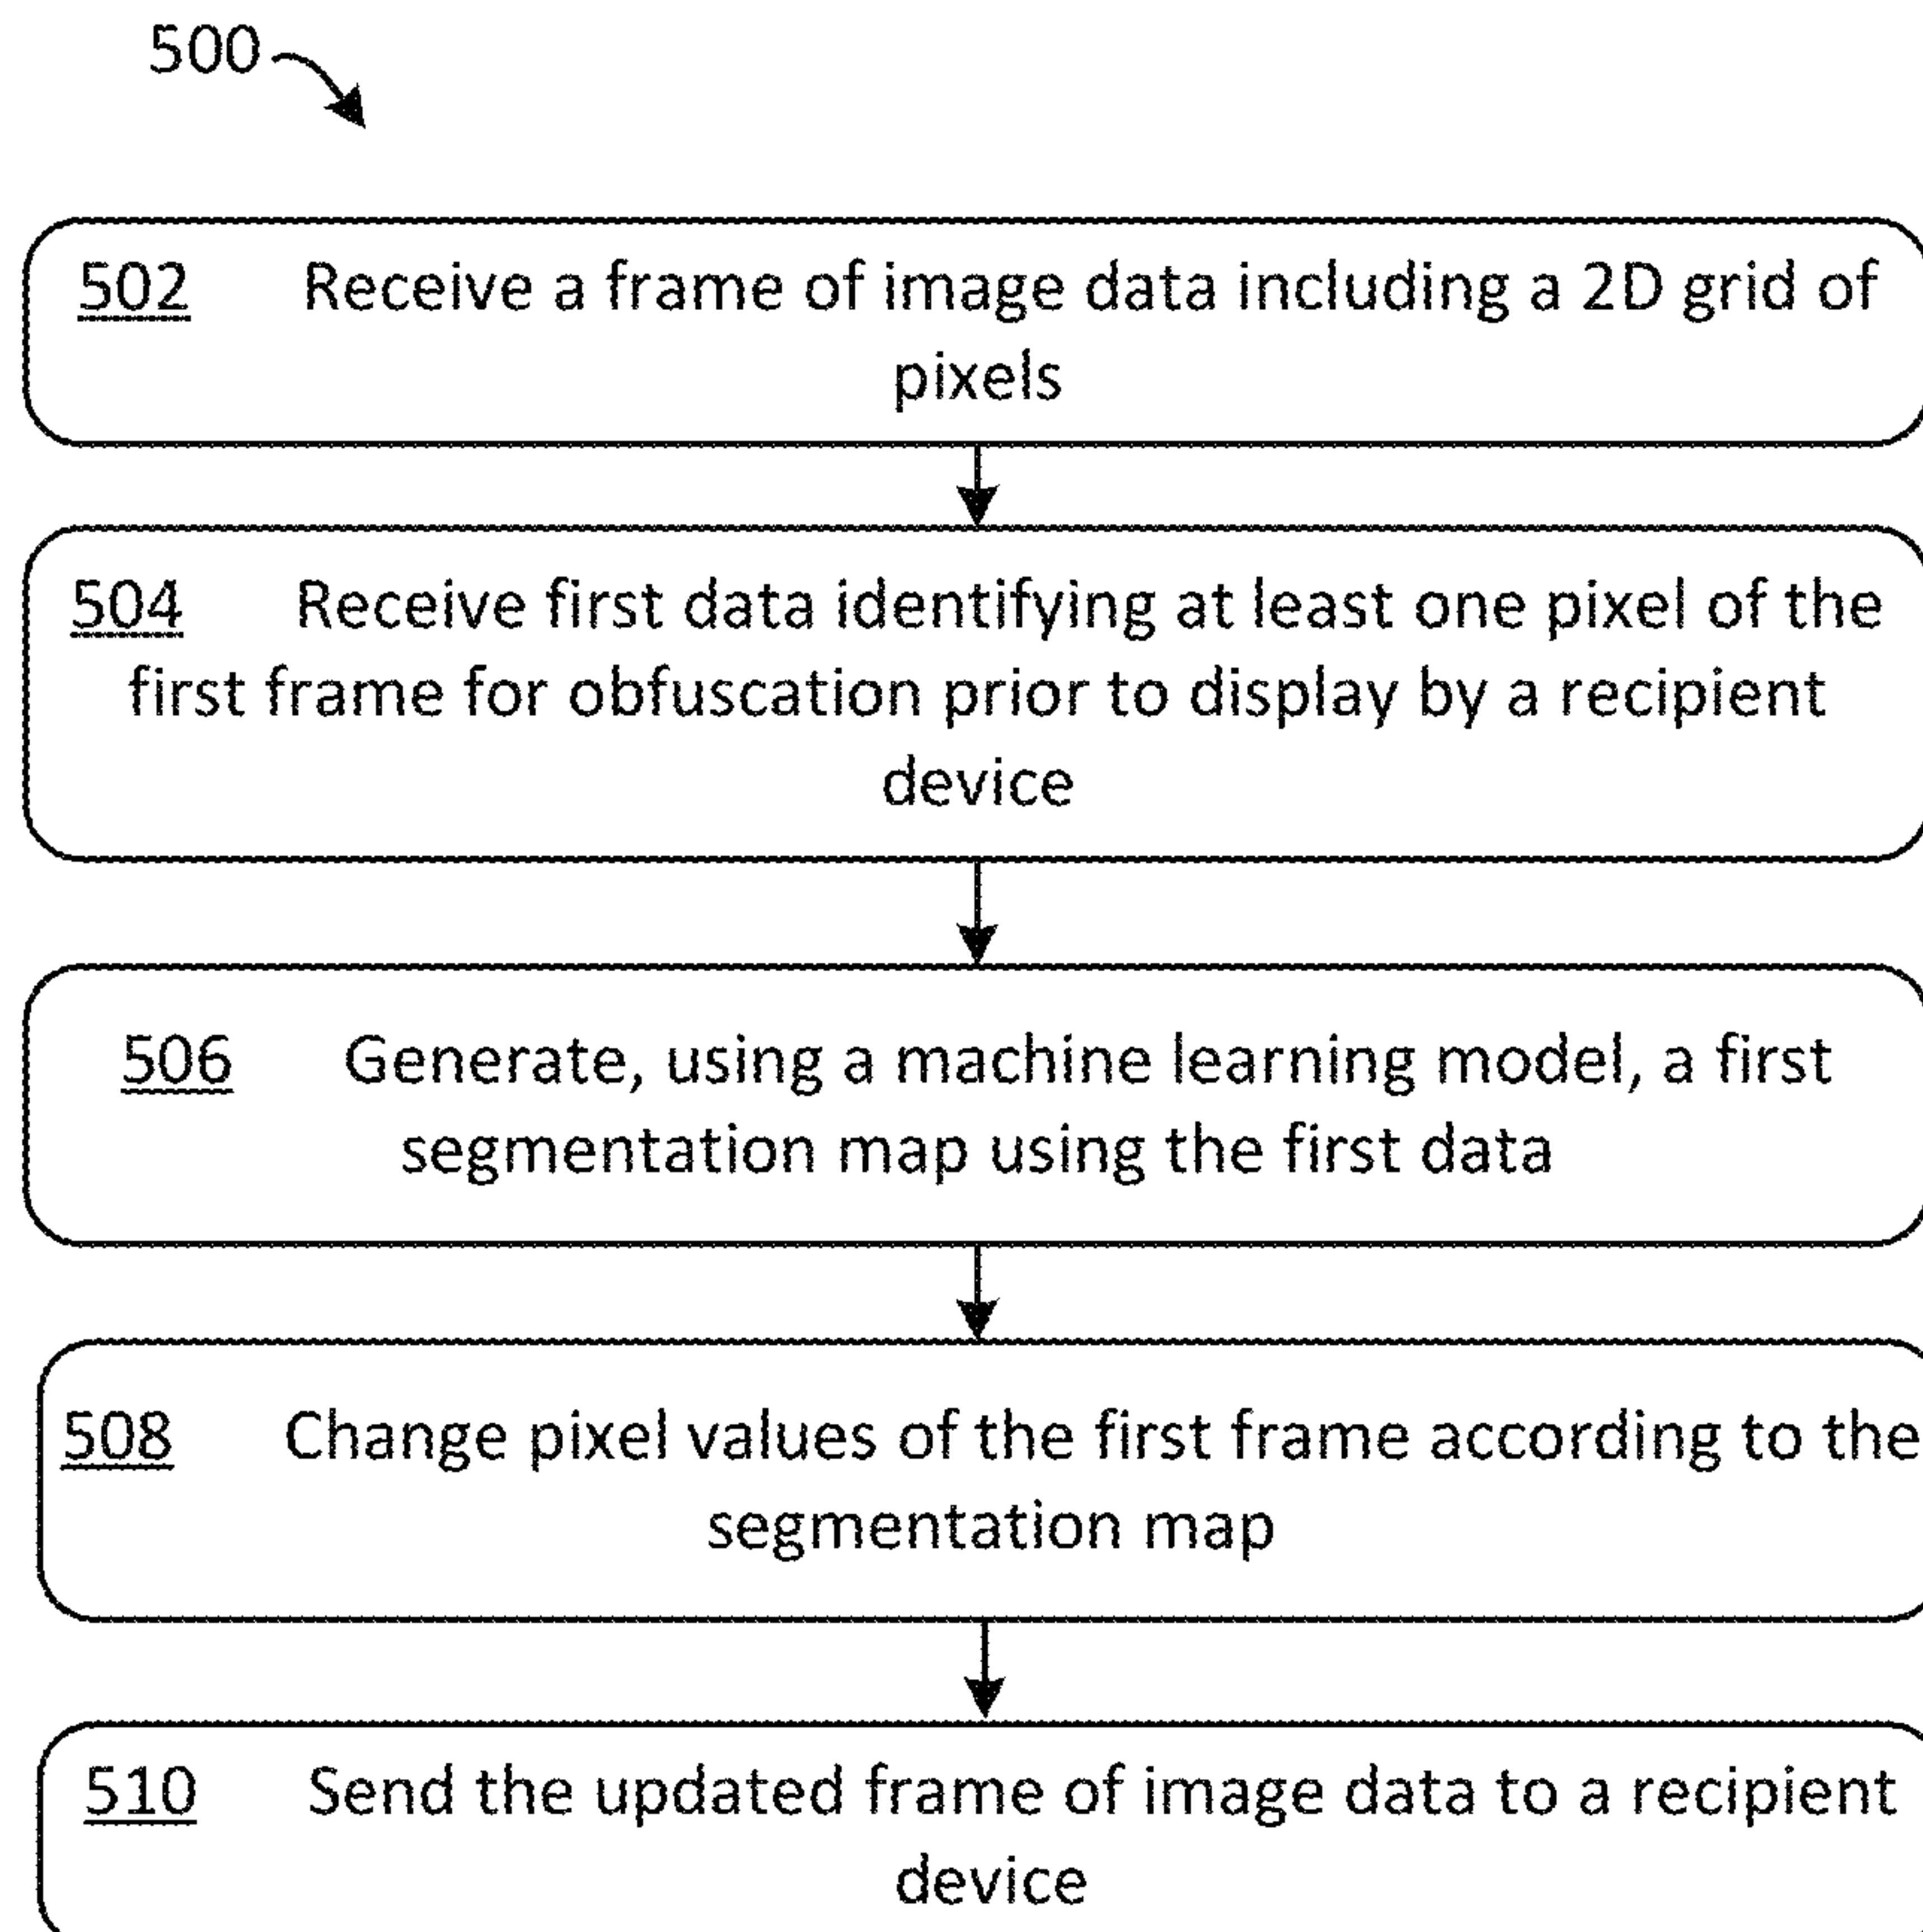 500
502 Receive a frame of image data including a 2D grid of
pixels
504 Receive first data identifying at least one pixel of the
first frame for obfuscation prior to display by a recipient
device
506 Generate, using a machine learning model, a first
segmentation map using the first data
508 Change pixel values of the first frame according to the
segmentation map
510 Send the updated frame of image data to a recipient
device